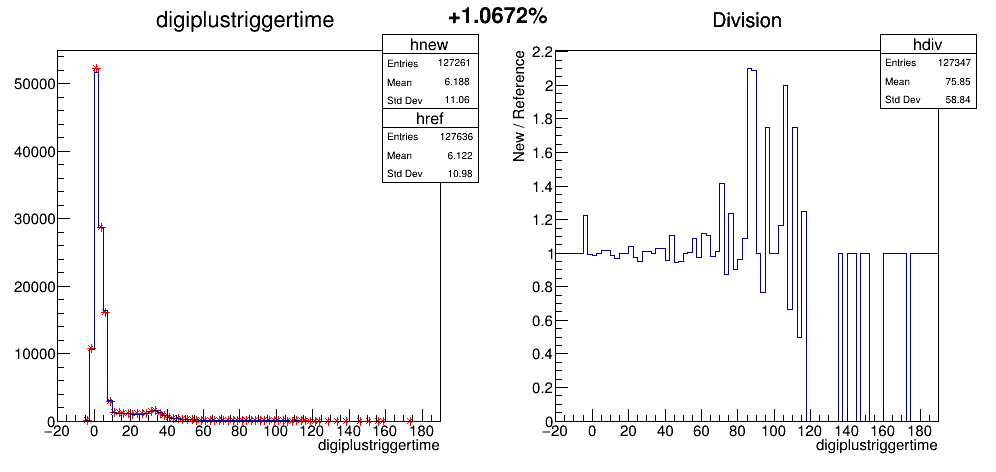 +1.0672%
digiplustriggertime
hnew
Entries 127261
Mean 6.188
Std Dev 11.06
href
Entries 127636
Mean 6.122
Std Dev 10.98
50000
40000
30000
20000
10000
0
−20 0 20 40 60 80 100 120 140 160 180
digiplustriggertime
Division
hdiv
Entries 127347
Mean 75.85
Std Dev 58.84
New / Reference
2.2
2
1.8
1.6
1.4
1.2
1
0.8
0.6
0.4
0.2
0
−20 0 20 40 60 80 100 120 140 160 180
digiplustriggertime